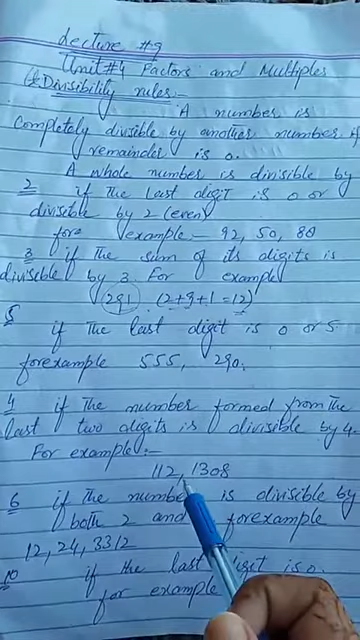 Lecture #9
Unit #4 Factors and Multiples
Divisibility rules:-
A number is
completely divisible by another number if
remainder is 0.
A whole number is divisible by
2 if the last digit is 0 or
divisible by 2 (even)
for example:- 92, 50, 80
3 if the sum of its digits is
divisible by 3. For example
291 (2+9+1=12)
5
if the last digit is 0 or 5
forexample 555, 290.
4 if the number formed from the
last two digits is divisible by 4.
For example:-
112, 1308
6 if the number is divisible by
both 2 and forexample
12, 24, 3312
10 if the last digit is 0.
for example